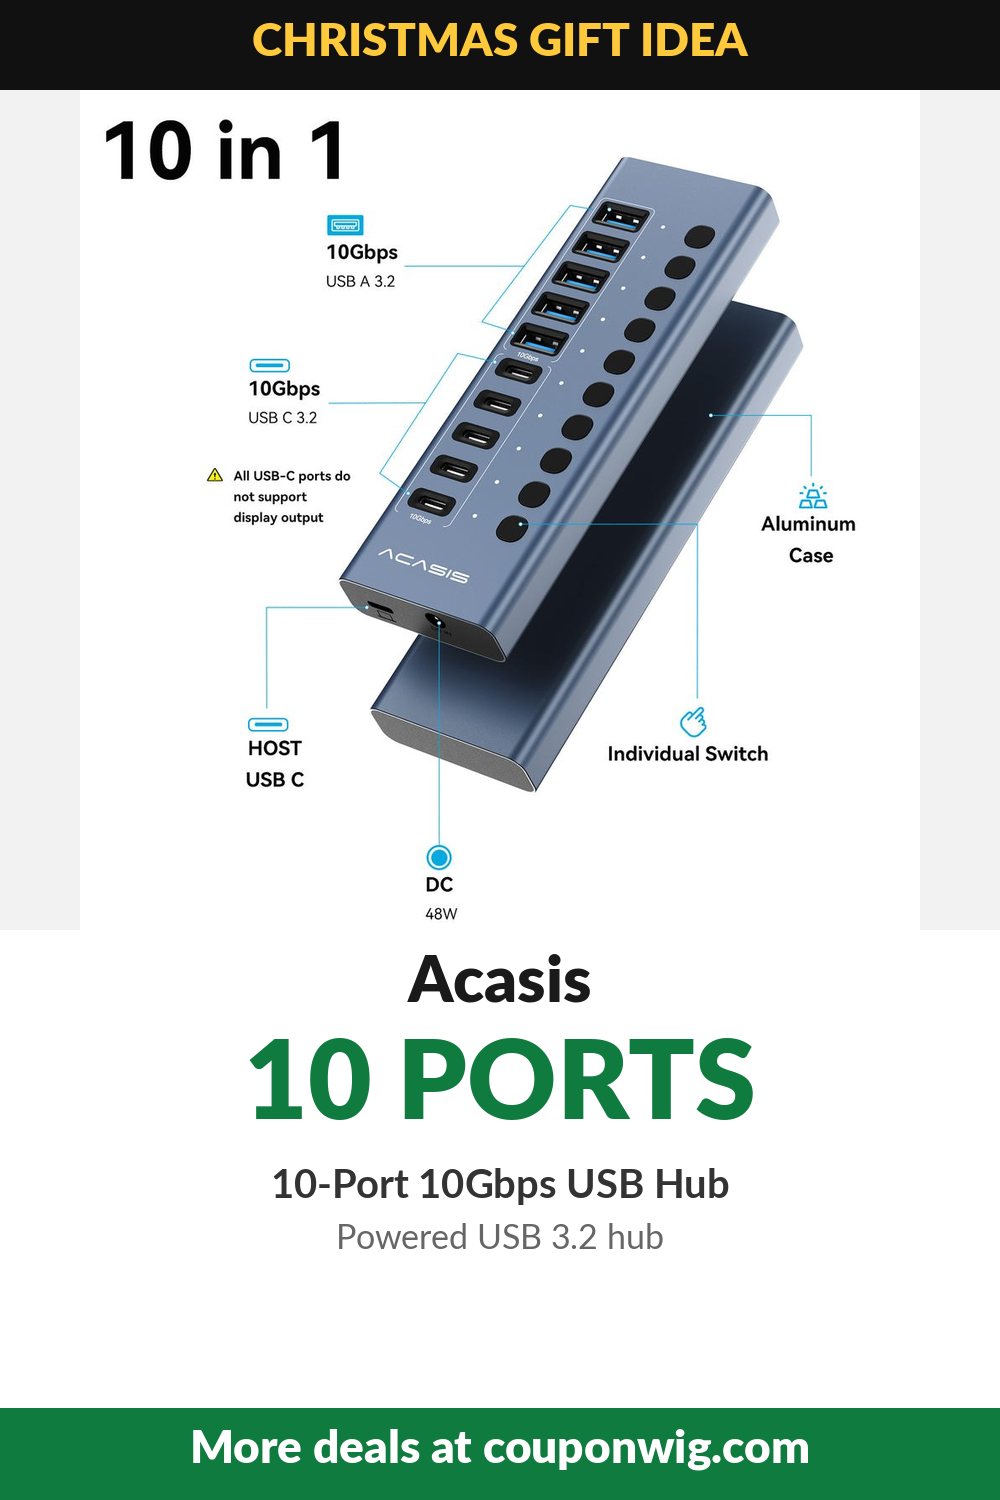 CHRISTMAS GIFT IDEA
10 in 1
10Gbps
USB A 3.2
10Gbps
USB C 3.2
All USB-C ports do
not support
display output
10Gbps
10Gbps
ACASIS
Aluminum
Case
Individual Switch
HOST
USB C
DC
48W
Acasis
10 PORTS
10-Port 10Gbps USB Hub
Powered USB 3.2 hub
More deals at couponwig.com